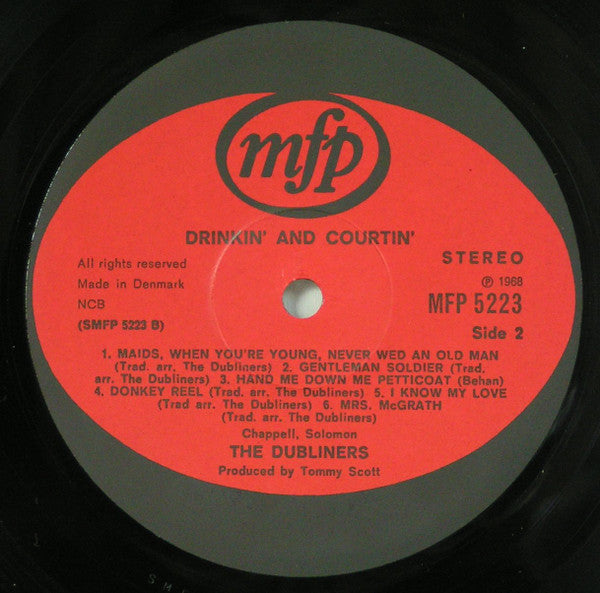 mfp
DRINKIN' AND COURTIN'
All rights reserved
Made in Denmark
NCB
(SMFP 5223 B)
STEREO
℗ 1968
MFP 5223
Side 2
1. MAIDS, WHEN YOU'RE YOUNG, NEVER WED AN OLD MAN
(Trad. arr. The Dubliners) 2. GENTLEMAN SOLDIER (Trad.
arr. The Dubliners) 3. HAND ME DOWN ME PETTICOAT (Behan)
4. DONKEY REEL (Trad. arr. The Dubliners) 5. I KNOW MY LOVE
(Trad arr. The Dubliners) 6. MRS. McGRATH
(Trad. arr. The Dubliners)
Chappell, Solomon
THE DUBLINERS
Produced by Tommy Scott
S M